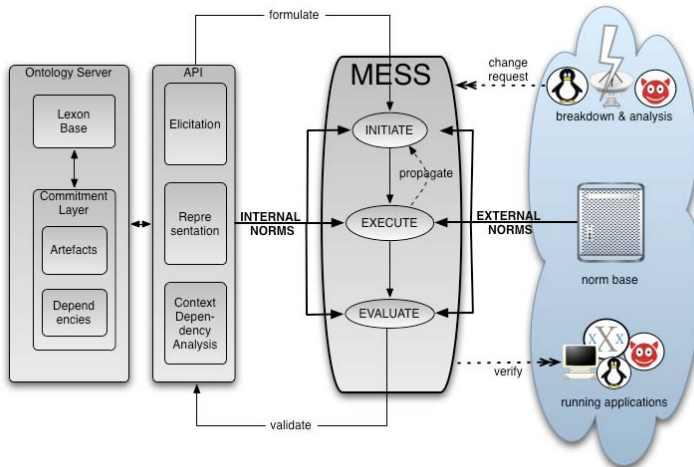 formulate
Ontology Server
API
MESS
change
request
Lexon
Base
Elicitation
INITIATE
breakdown & analysis
propagate
Commitment
Layer
Artefacts
Depend
encies
Repre
sentation
INTERNAL
NORMS
EXECUTE
EXTERNAL
NORMS
norm base
Context
Depen-
dency
Analysis
EVALUATE
X
X
x
verify
running applications
validate